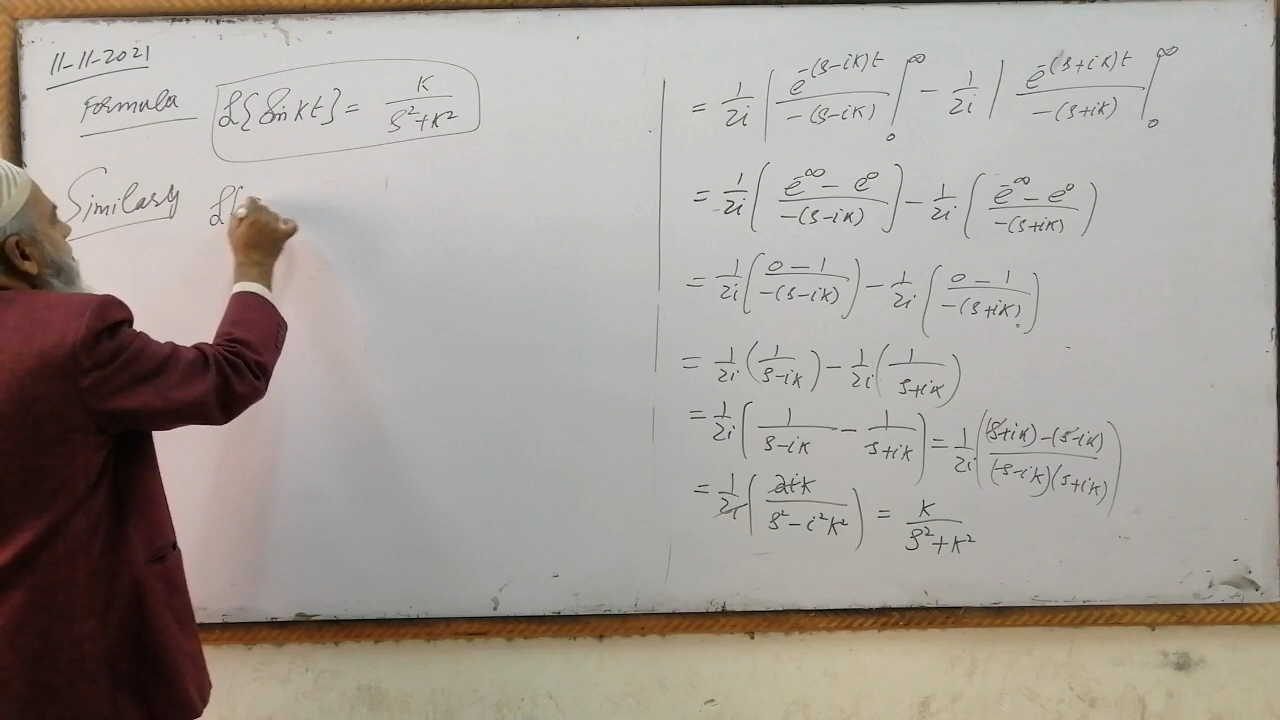 11-11-2021
Formula ℒ{Sin kt} = K / (s²+K²)
Similarly ℒ{
= 1/2i | e^-(s-ik)t / -(s-ik) |₀^∞ - 1/2i | e^-(s+ik)t / -(s+ik) |₀^∞
= 1/2i ( (e^-∞ - e^0) / -(s-ik) ) - 1/2i ( (e^-∞ - e^0) / -(s+ik) )
= 1/2i ( (0-1) / -(s-ik) ) - 1/2i ( (0-1) / -(s+ik) )
= 1/2i ( 1 / (s-ik) ) - 1/2i ( 1 / (s+ik) )
= 1/2i ( 1 / (s-ik) - 1 / (s+ik) ) = 1/2i ( ((s+ik)-(s-ik)) / ((s-ik)(s+ik)) )
= 1/2i ( 2ik / (s²-i²K²) ) = K / (s²+K²)